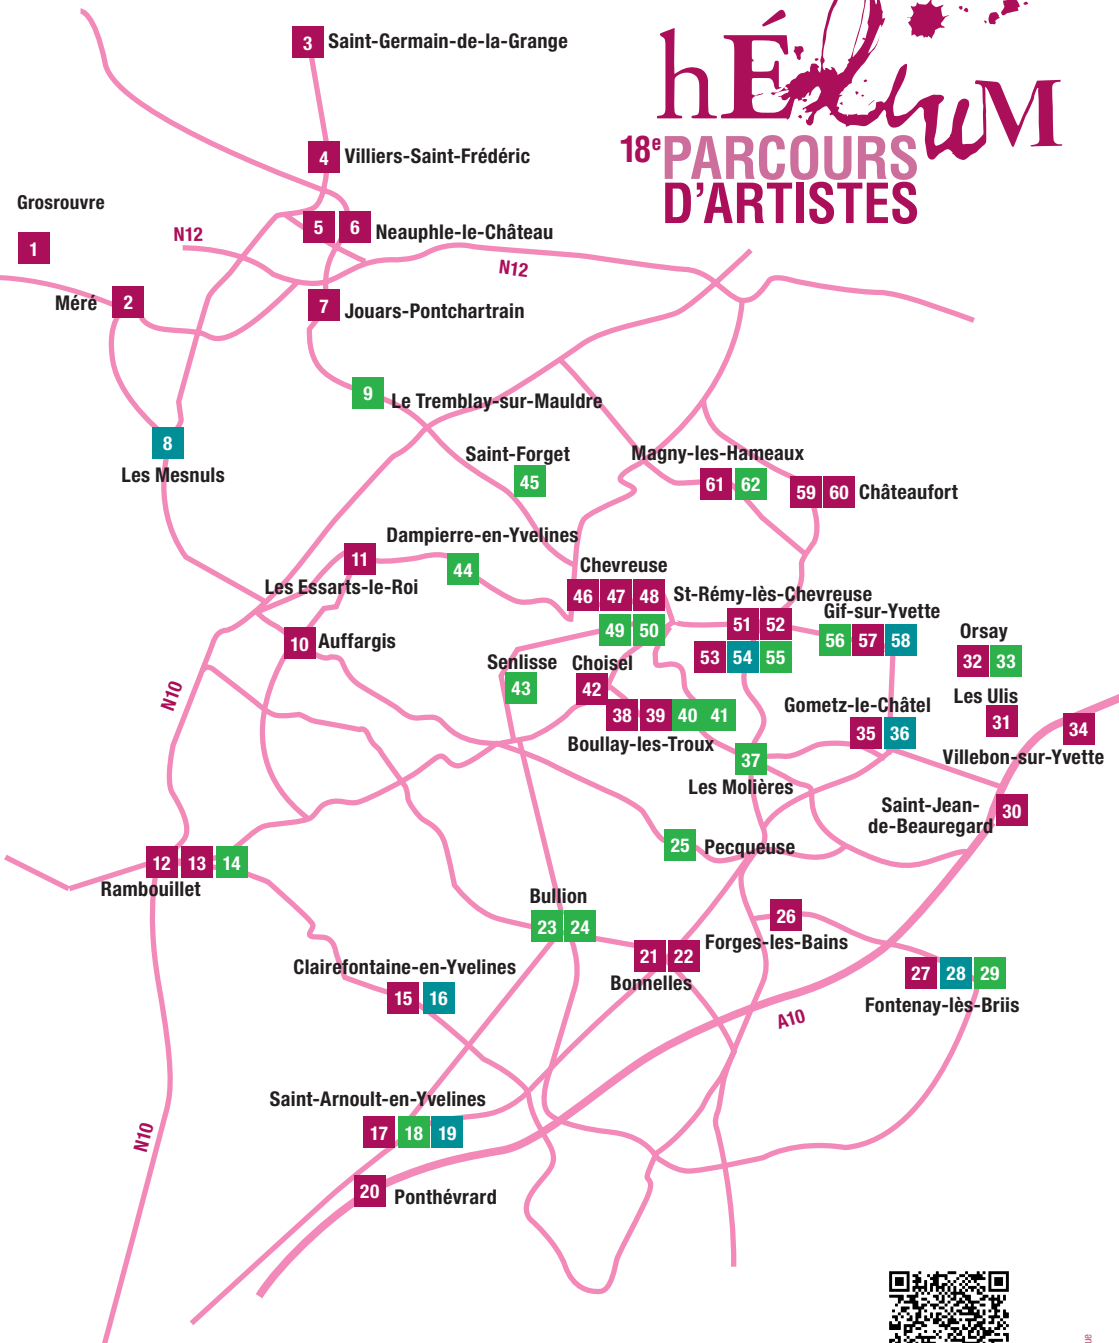 hÉliuM
18e PARCOURS
D'ARTISTES
3 Saint-Germain-de-la-Grange
4 Villiers-Saint-Frédéric
Grosrouvre
1
5 6 Neauphle-le-Château
N12
N12
Méré 2
7 Jouars-Pontchartrain
9 Le Tremblay-sur-Mauldre
8
Les Mesnuls
Saint-Forget
45
Magny-les-Hameaux
61 62
59 60 Châteaufort
Dampierre-en-Yvelines
44
11
Les Essarts-le-Roi
Chevreuse
46 47 48
49 50
St-Rémy-lès-Chevreuse
51 52
53 54 55
Gif-sur-Yvette
56 57 58
Orsay
32 33
10 Auffargis
Senlisse
43
Choisel
42
38 39 40 41
Boullay-les-Troux
N10
Les Ulis
31
34
Villebon-sur-Yvette
Gometz-le-Châtel
35 36
37
Les Molières
Saint-Jean-
de-Beauregard
30
25 Pecqueuse
12 13 14
Rambouillet
Bullion
23 24
26
Forges-les-Bains
21 22
Bonnelles
27 28 29
Fontenay-lès-Briis
Clairefontaine-en-Yvelines
15 16
A10
Saint-Arnoult-en-Yvelines
17 18 19
N10
20 Ponthévrard